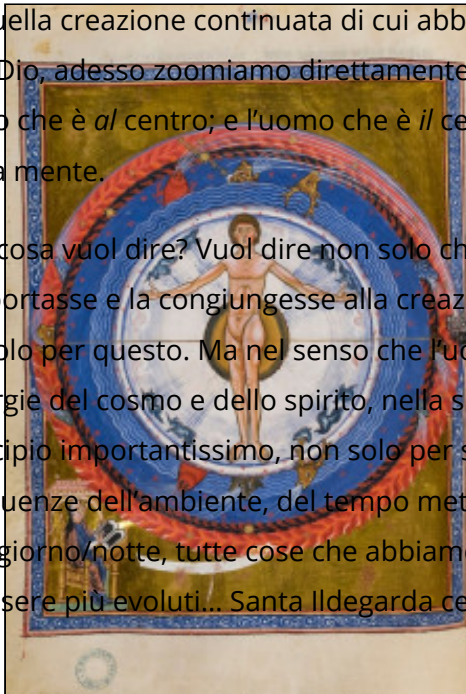 uella creazione continuata di cui abb
Dio, adesso zoomiamo direttamente
o che è al centro; e l'uomo che è il ce
a mente.
cosa vuol dire? Vuol dire non solo ch
portasse e la congiungesse alla creaz
olo per questo. Ma nel senso che l'uo
rgie del cosmo e dello spirito, nella s
cipio importantissimo, non solo per s
uenze dell'ambiente, del tempo met
giorno/notte, tutte cose che abbiamo
sere più evoluti... Santa Ildegarda ce